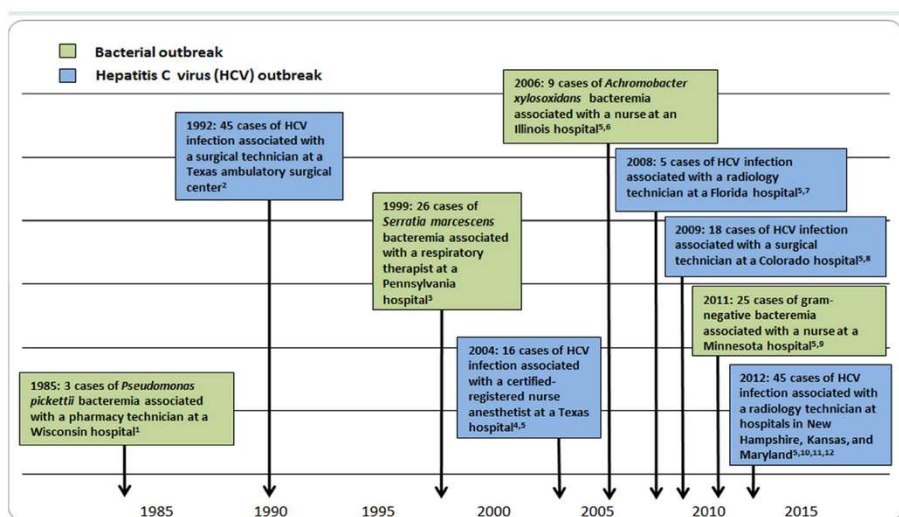 Bacterial outbreak
Hepatitis C virus (HCV) outbreak
2006: 9 cases of Achromobacter
xylosoxidans bacteremia
associated with a nurse at
an Illinois hospital5,6
1992: 45 cases of HCV
infection associated with
a surgical technician at a
Texas ambulatory surgical
center2
2008: 5 cases of HCV infection
associated with a radiology
technician at a Florida hospital5,7
1999: 26 cases of
Serratia marcescens
bacteremia associated
with a respiratory
therapist at a
Pennsylvania
hospital3
2009: 18 cases of HCV infection
associated with a surgical
technician at a Colorado hospital5,8
2011: 25 cases of gram-
negative bacteremia
associated with a nurse at a
Minnesota hospital5,9
2004: 16 cases of HCV
infection associated
with a certified-
registered nurse
anesthetist at a Texas
hospital4,5
1985: 3 cases of Pseudomonas
pickettii bacteremia associated
with a pharmacy technician at a
Wisconsin hospital1
2012: 45 cases of HCV
infection associated with
a radiology technician at
hospitals in New
Hampshire, Kansas, and
Maryland5,10,11,12
1985 1990 1995 2000 2005 2010 2015